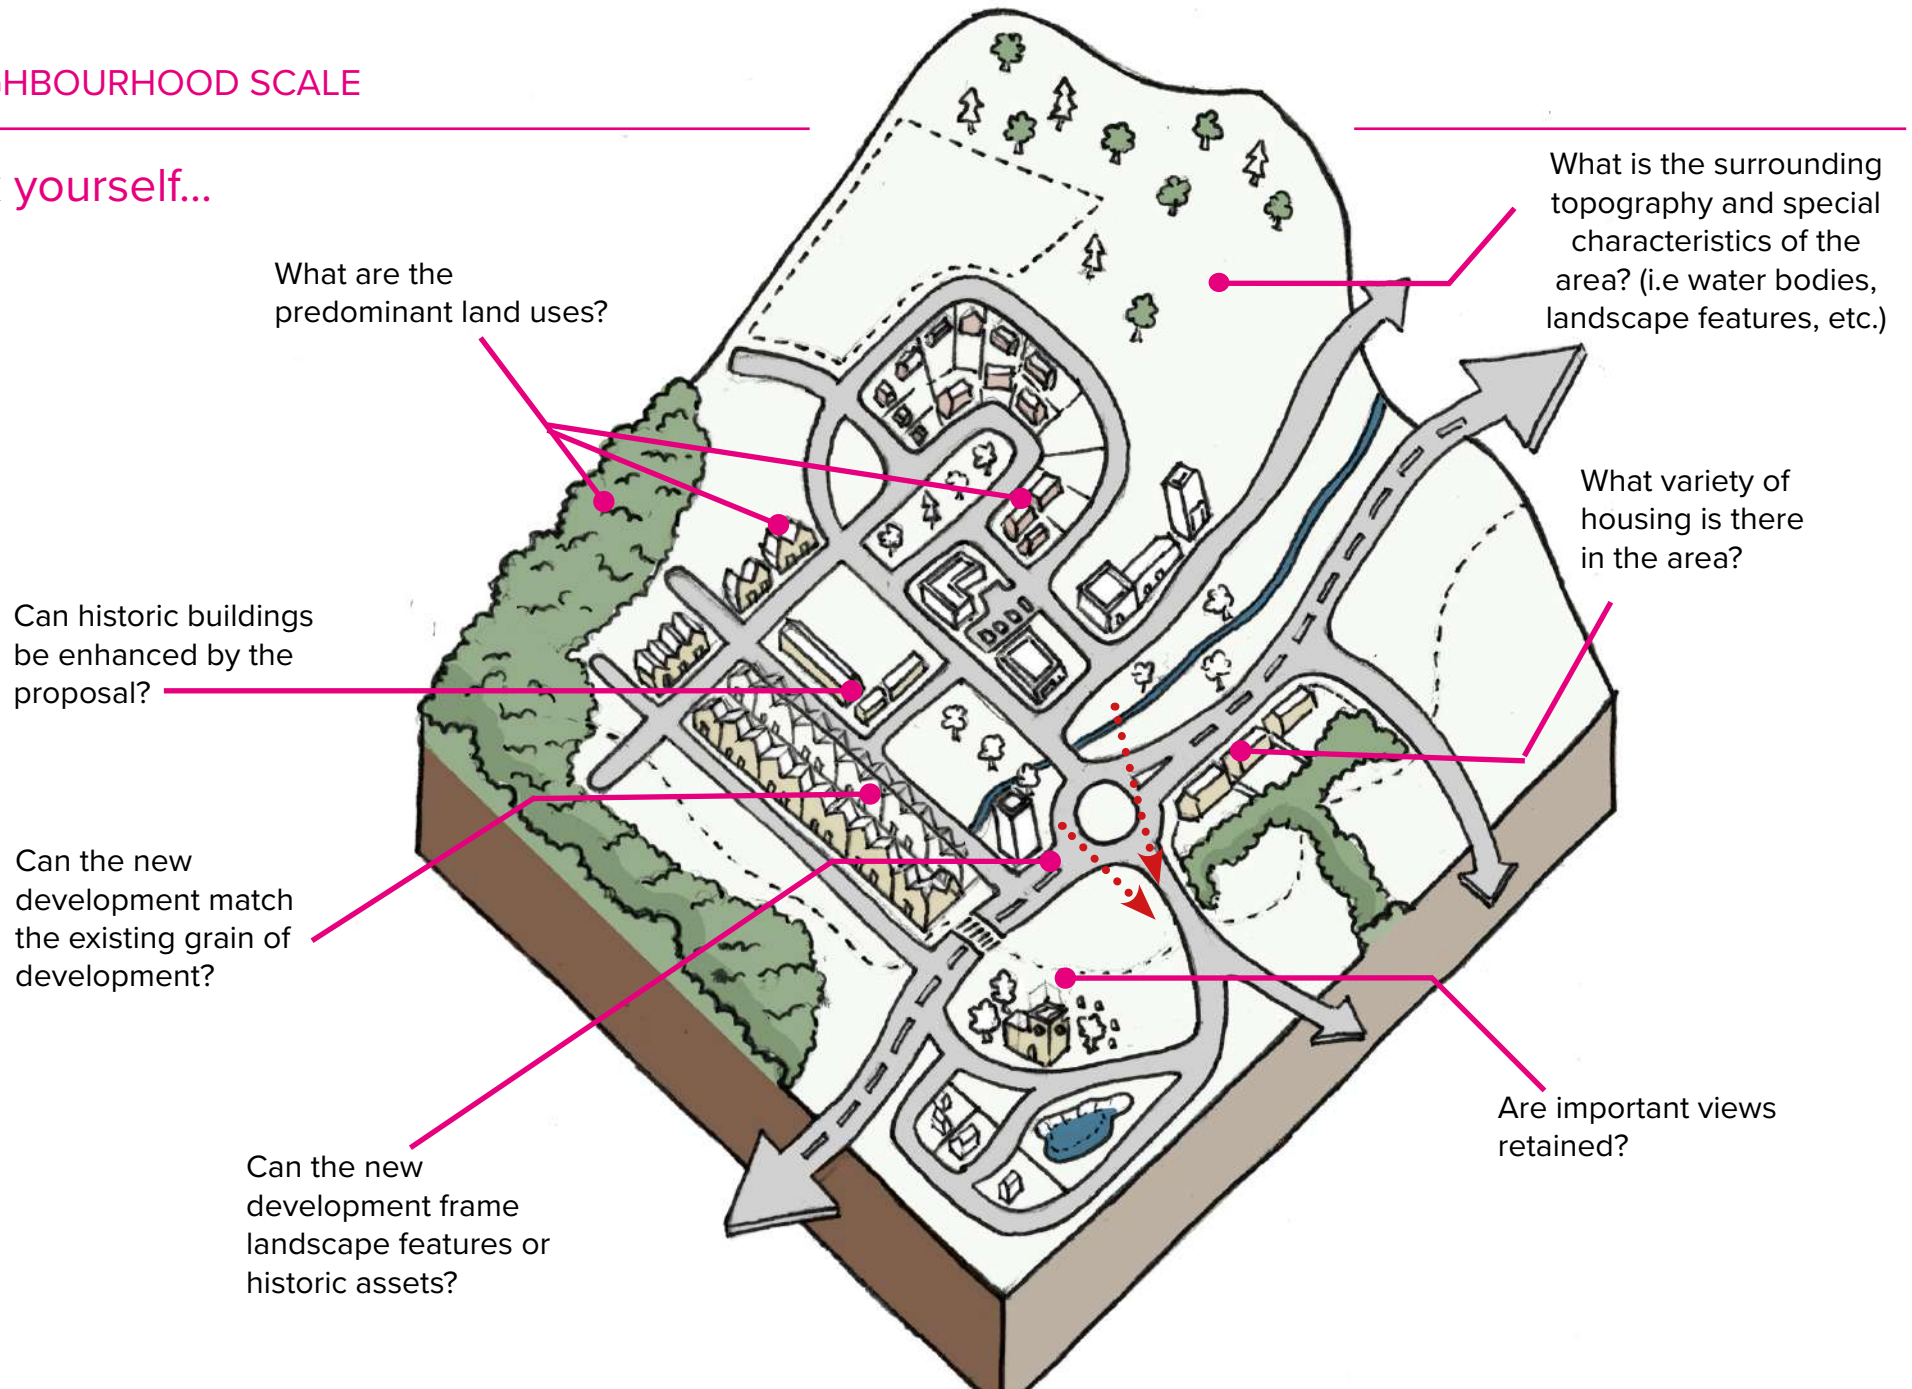 GHBOURHOOD SCALE
yourself...
What are the
predominant land uses?
What is the surrounding
topography and special
characteristics of the
area? (i.e water bodies,
landscape features, etc.)
What variety of
housing is there
in the area?
Can historic buildings
be enhanced by the
proposal?
Can the new
development match
the existing grain of
development?
Can the new
development frame
landscape features or
historic assets?
Are important views
retained?